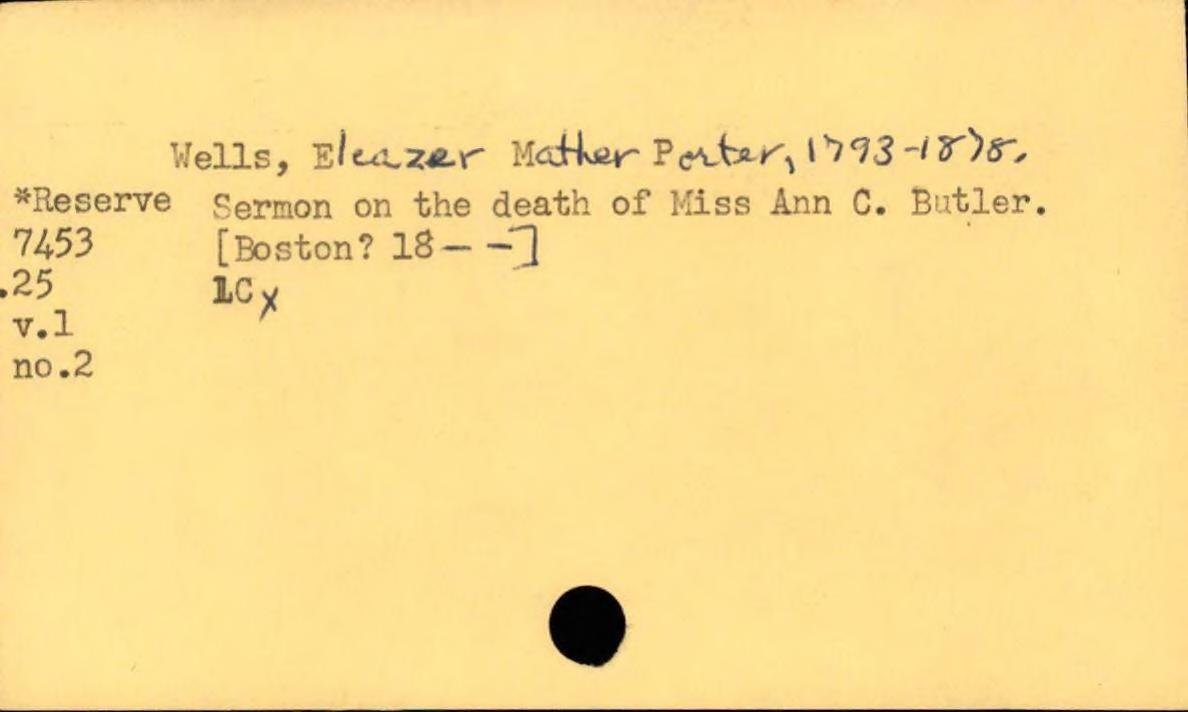 Wells, Eleazer Mather Porter, 1793-1878.
*Reserve Sermon on the death of Miss Ann C. Butler.
7453 [Boston? 18— —]
.25 LCx
v.1
no.2